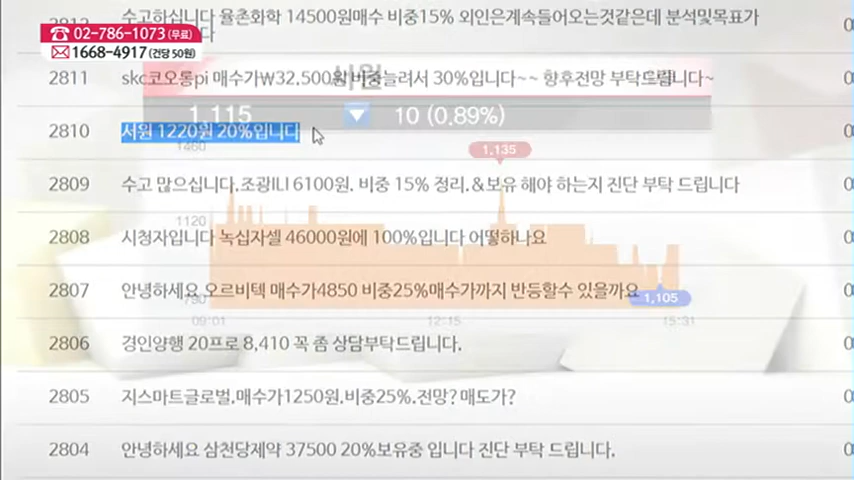 2812 수고하십니다 율촌화학 14500원매수 비중15% 외인은계속들어오는것같은데 분석및목표가
니다
02-786-1073(무료)
1668-4917(건당 50원)
2811 skc코오롱pi 매수가₩32,500원 비중늘려서 30%입니다~~ 향후전망 부탁드립니다~
서원
1,115 ▼ 10 (0.89%)
2810 서원 1220원 20%입니다
1460
1,135
2809 수고 많으십니다.조광ILI 6100원. 비중 15% 정리.&보유 해야 하는지 진단 부탁 드립니다
1120
2808 시청자입니다 녹십자셀 46000원에 100%입니다 어떻하나요
2807 안녕하세요 오르비텍 매수가4850 비중25%매수가까지 반등할수 있을까요
780
1,105
09:01 12:15 15:31
2806 경인양행 20프로 8,410 꼭 좀 상담부탁드립니다.
2805 지스마트글로벌.매수가1250원.비중25%.전망?매도가?
2804 안녕하세요 삼천당제약 37500 20%보유중 입니다 진단 부탁 드립니다.